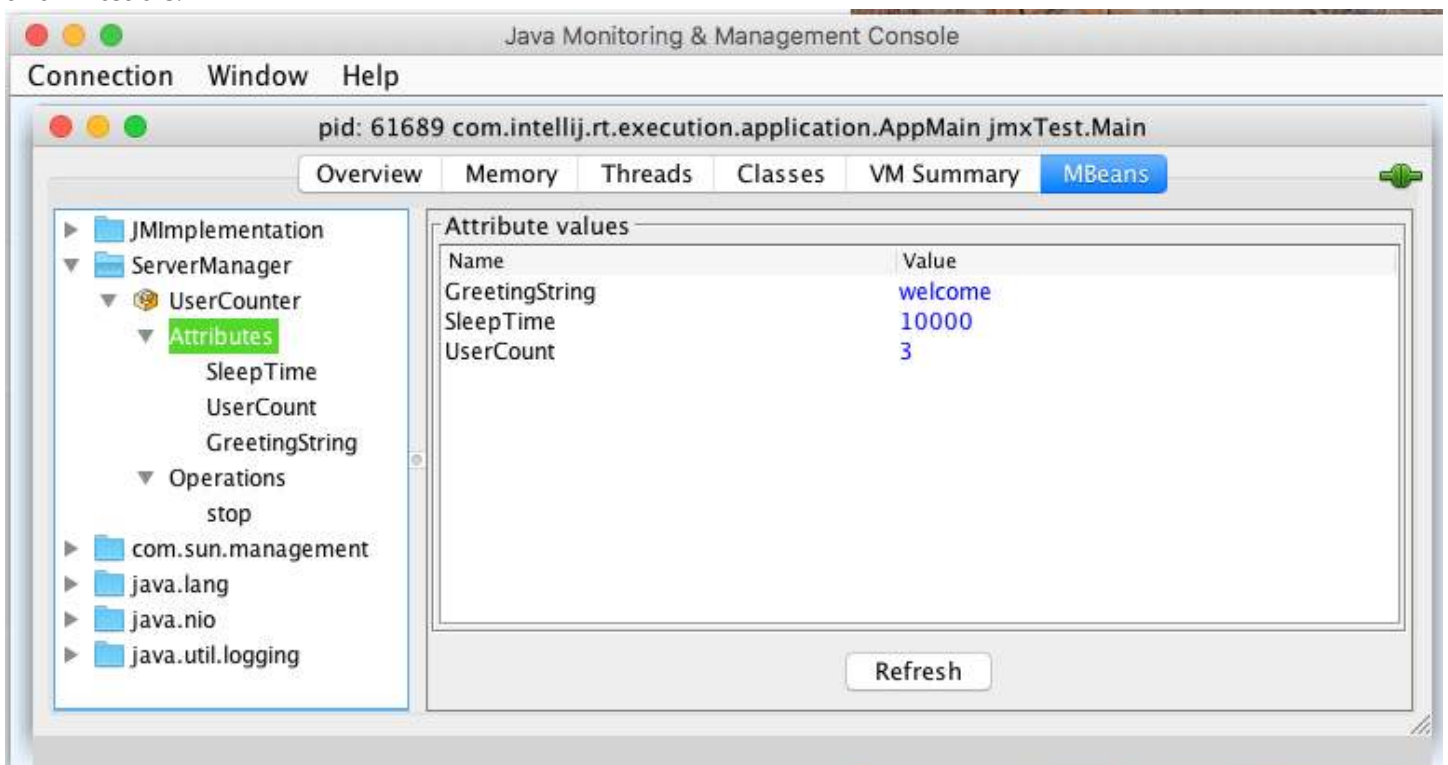 Java Monitoring & Management Console
Connection Window Help
pid: 61689 com.intellij.rt.execution.application.AppMain jmxTest.Main
Overview Memory Threads Classes VM Summary MBeans
JMImplementation
ServerManager
UserCounter
Attributes
SleepTime
UserCount
GreetingString
Operations
stop
com.sun.management
java.lang
java.nio
java.util.logging
Attribute values
Name Value
GreetingString welcome
SleepTime 10000
UserCount 3
Refresh